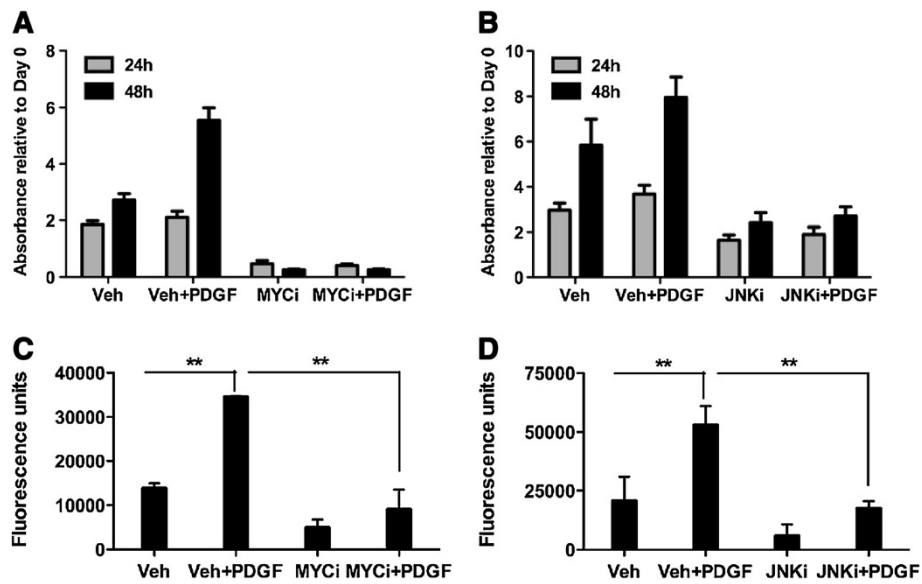 A
Absorbance relative to Day 0
8
6
4
2
0
24h
48h
Veh Veh+PDGF MYCi MYCi+PDGF
B
Absorbance relative to Day 0
10
8
6
4
2
0
24h
48h
Veh Veh+PDGF JNKi JNKi+PDGF
C
Fluorescence units
40000
30000
20000
10000
0
** **
Veh Veh+PDGF MYCi MYCi+PDGF
D
Fluorescence units
75000
50000
25000
0
** **
Veh Veh+PDGF JNKi JNKi+PDGF